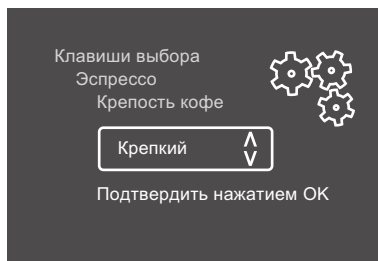 Клавиши выбора
Эспрессо
Крепость кофе
Крепкий
Подтвердить нажатием OK